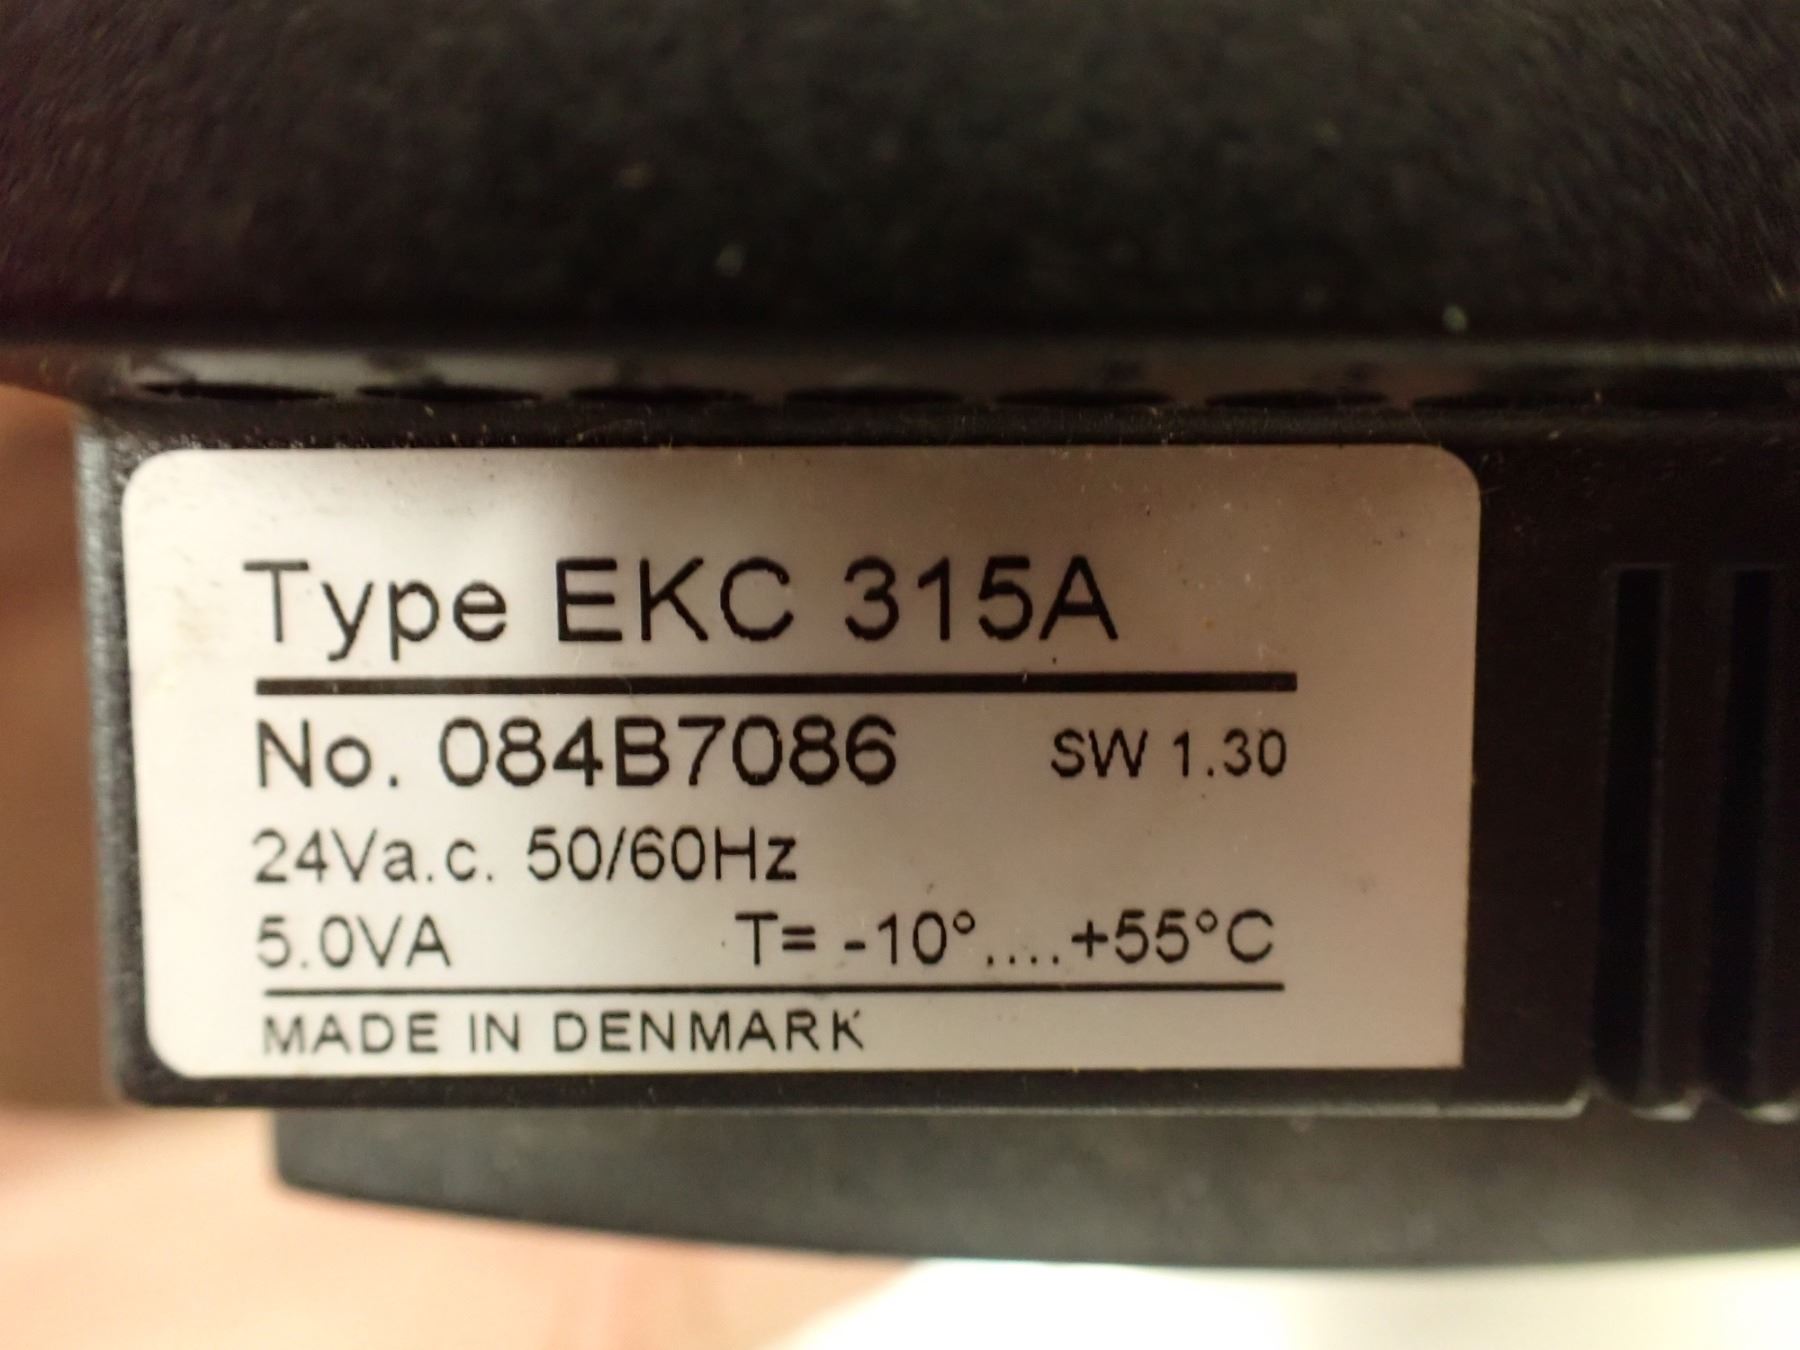 Type EKC 315A
No. 084B7086 SW 1.30
24Va.c. 50/60Hz
5.0VA T= -10°....+55°C
MADE IN DENMARK